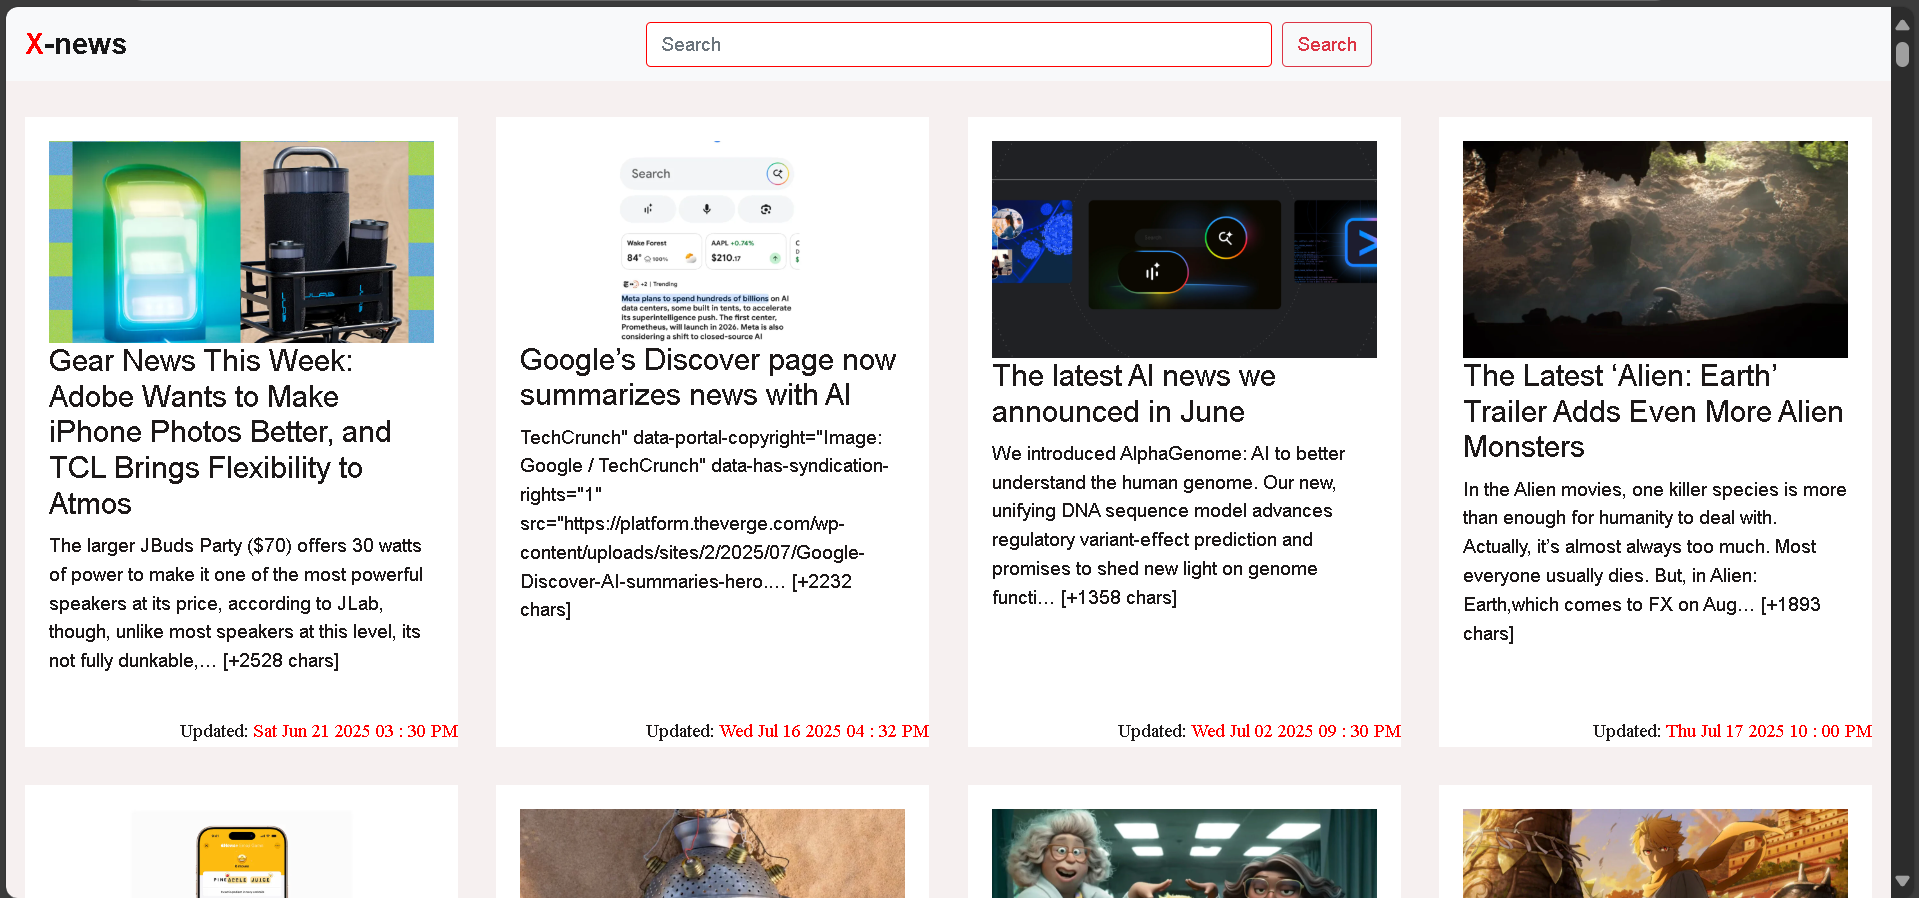 X-news
Search
Search
Search
Wake Forest
84° 100%
AAPL +0.74%
$210.17
+2 | Trending
Meta plans to spend hundreds of billions on AI
data centers, some built in tents, to accelerate
its superintelligence push. The first center,
Prometheus, will launch in 2026. Meta is also
considering a shift to closed-source AI
JLAB
Gear News This Week:
Adobe Wants to Make
iPhone Photos Better, and
TCL Brings Flexibility to
Atmos
The larger JBuds Party ($70) offers 30 watts
of power to make it one of the most powerful
speakers at its price, according to JLab,
though, unlike most speakers at this level, its
not fully dunkable,… [+2528 chars]
Updated: Sat Jun 21 2025 03 : 30 PM
Google’s Discover page now
summarizes news with AI
TechCrunch" data-portal-copyright="Image:
Google / TechCrunch" data-has-syndication-
rights="1"
src="https://platform.theverge.com/wp-
content/uploads/sites/2/2025/07/Google-
Discover-AI-summaries-hero.… [+2232
chars]
Updated: Wed Jul 16 2025 04 : 32 PM
The latest AI news we
announced in June
We introduced AlphaGenome: AI to better
understand the human genome. Our new,
unifying DNA sequence model advances
regulatory variant-effect prediction and
promises to shed new light on genome
functi… [+1358 chars]
Updated: Wed Jul 02 2025 09 : 30 PM
The Latest ‘Alien: Earth’
Trailer Adds Even More Alien
Monsters
In the Alien movies, one killer species is more
than enough for humanity to deal with.
Actually, it’s almost always too much. Most
everyone usually dies. But, in Alien:
Earth,which comes to FX on Aug… [+1893
chars]
Updated: Thu Jul 17 2025 10 : 00 PM
PINEAPPLE JUICE